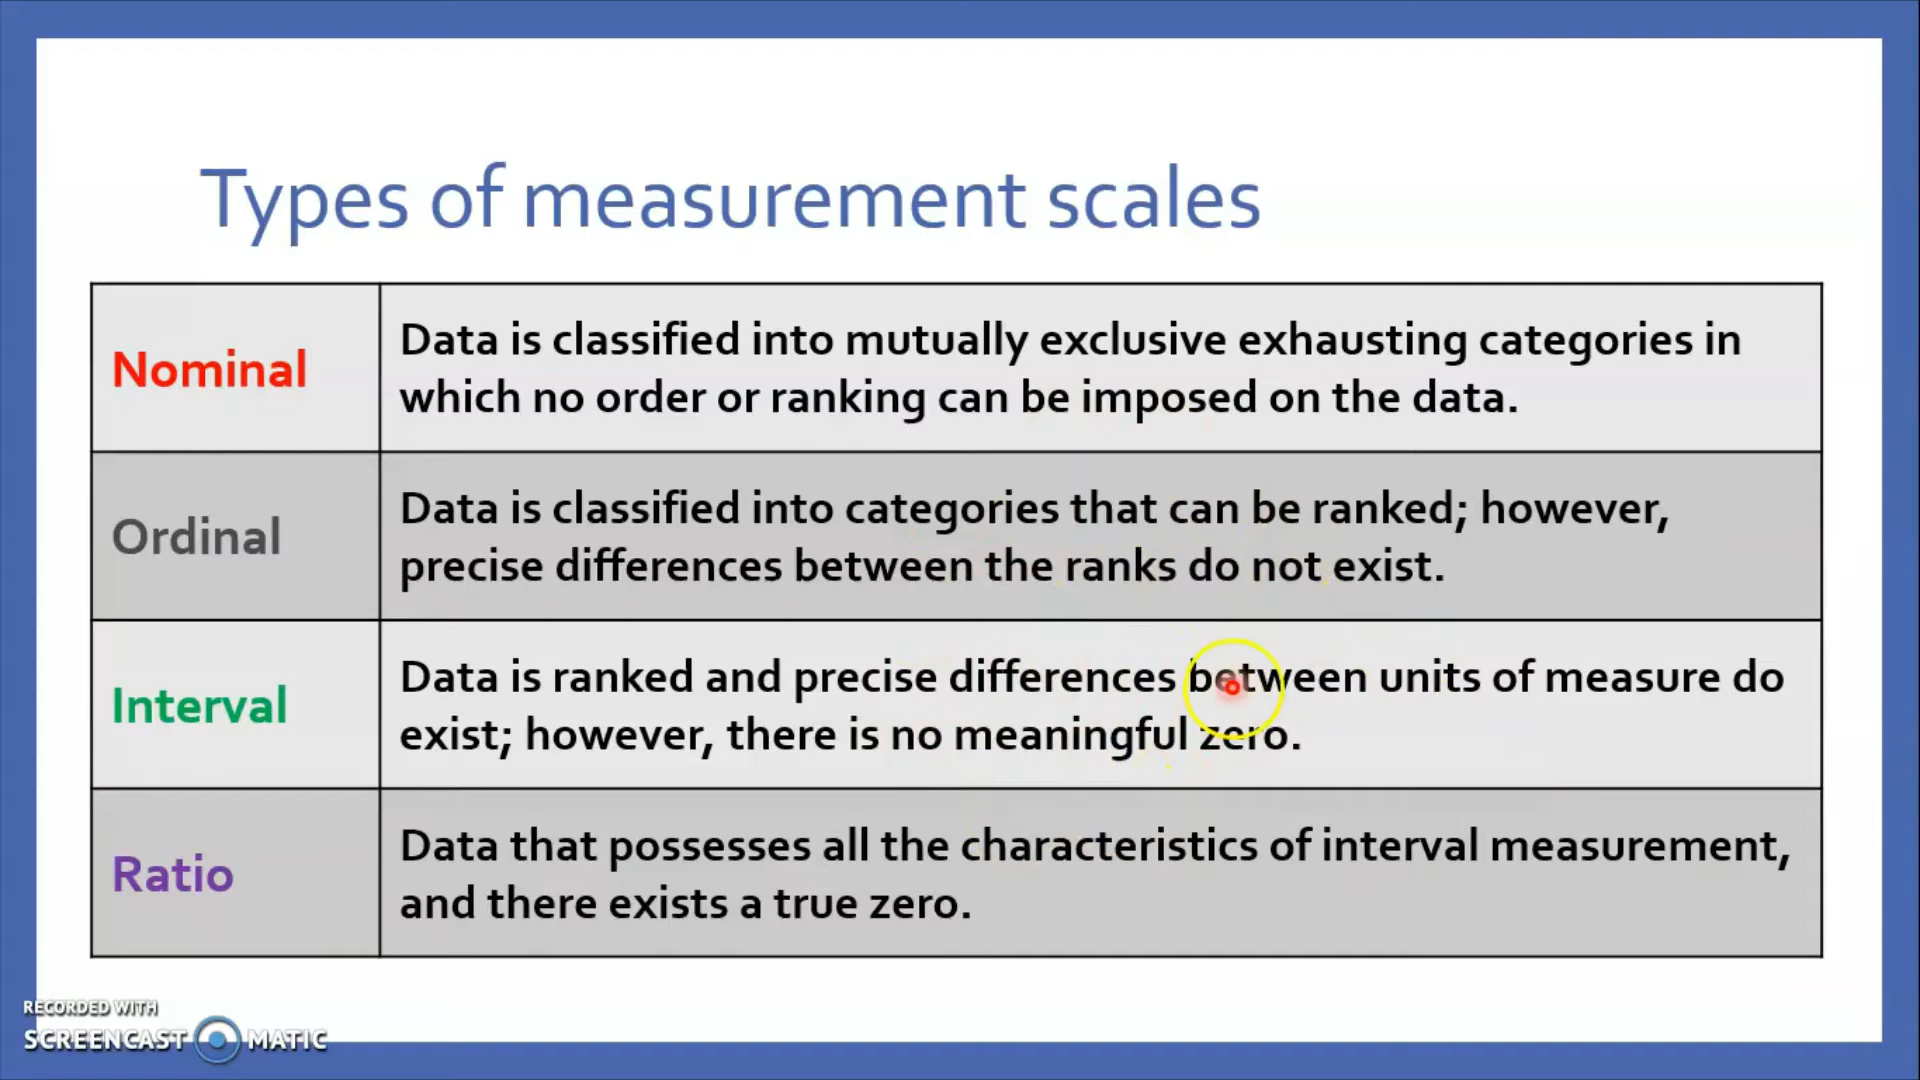 Types of measurement scales
Nominal
Data is classified into mutually exclusive exhausting categories in
which no order or ranking can be imposed on the data.
Ordinal
Data is classified into categories that can be ranked; however,
precise differences between the ranks do not exist.
Interval
Data is ranked and precise differences between units of measure do
exist; however, there is no meaningful zero.
Ratio
Data that possesses all the characteristics of interval measurement,
and there exists a true zero.
RECORDED WITH
SCREENCAST MATIC